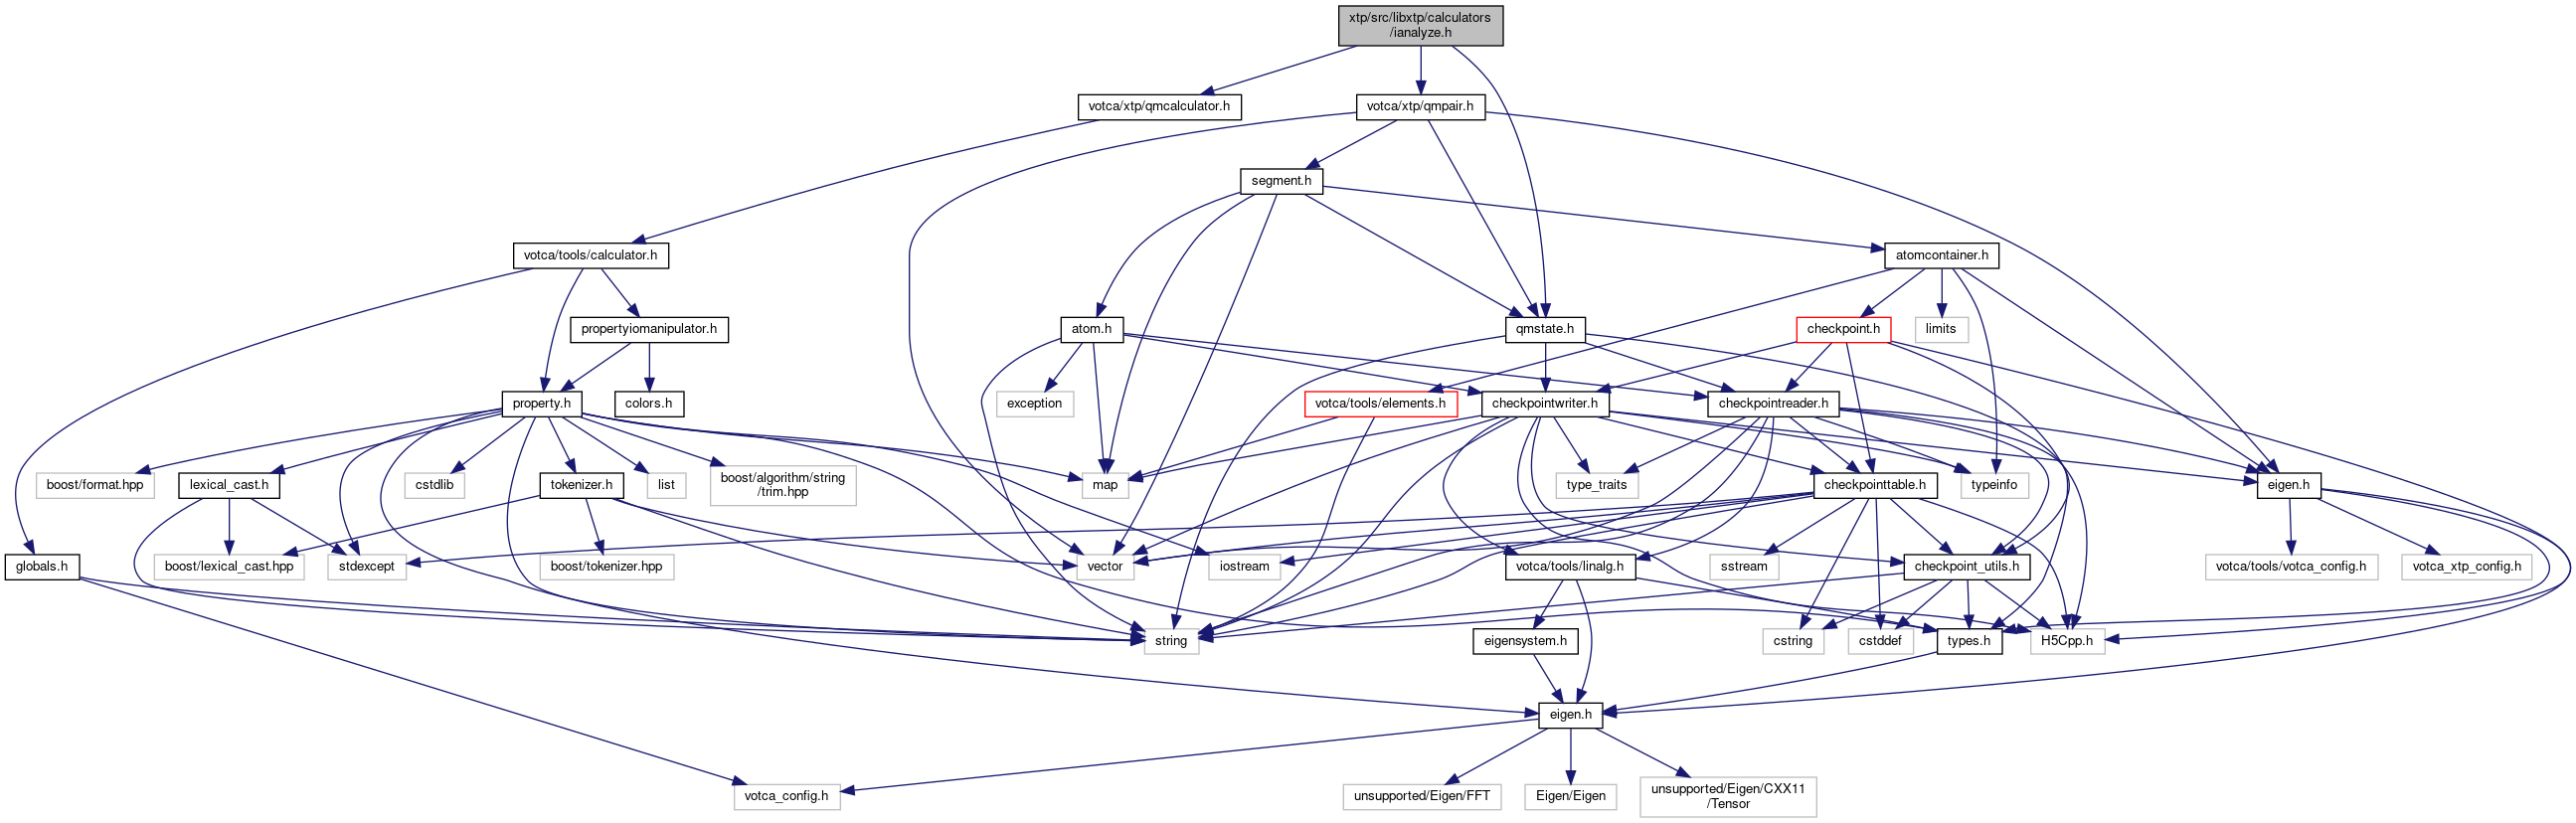 xtp/src/libxtp/calculators
/ianalyze.h
votca/xtp/qmcalculator.h
votca/xtp/qmpair.h
segment.h
votca/tools/calculator.h
atomcontainer.h
propertyiomanipulator.h
atom.h
qmstate.h
checkpoint.h
limits
property.h
colors.h
exception
votca/tools/elements.h
checkpointwriter.h
checkpointreader.h
boost/format.hpp
lexical_cast.h
cstdlib
tokenizer.h
list
boost/algorithm/string
/trim.hpp
map
type_traits
checkpointtable.h
typeinfo
eigen.h
globals.h
boost/lexical_cast.hpp
stdexcept
boost/tokenizer.hpp
vector
iostream
votca/tools/linalg.h
sstream
checkpoint_utils.h
votca/tools/votca_config.h
votca_xtp_config.h
string
eigensystem.h
cstring
cstddef
types.h
H5Cpp.h
eigen.h
votca_config.h
unsupported/Eigen/FFT
Eigen/Eigen
unsupported/Eigen/CXX11
/Tensor